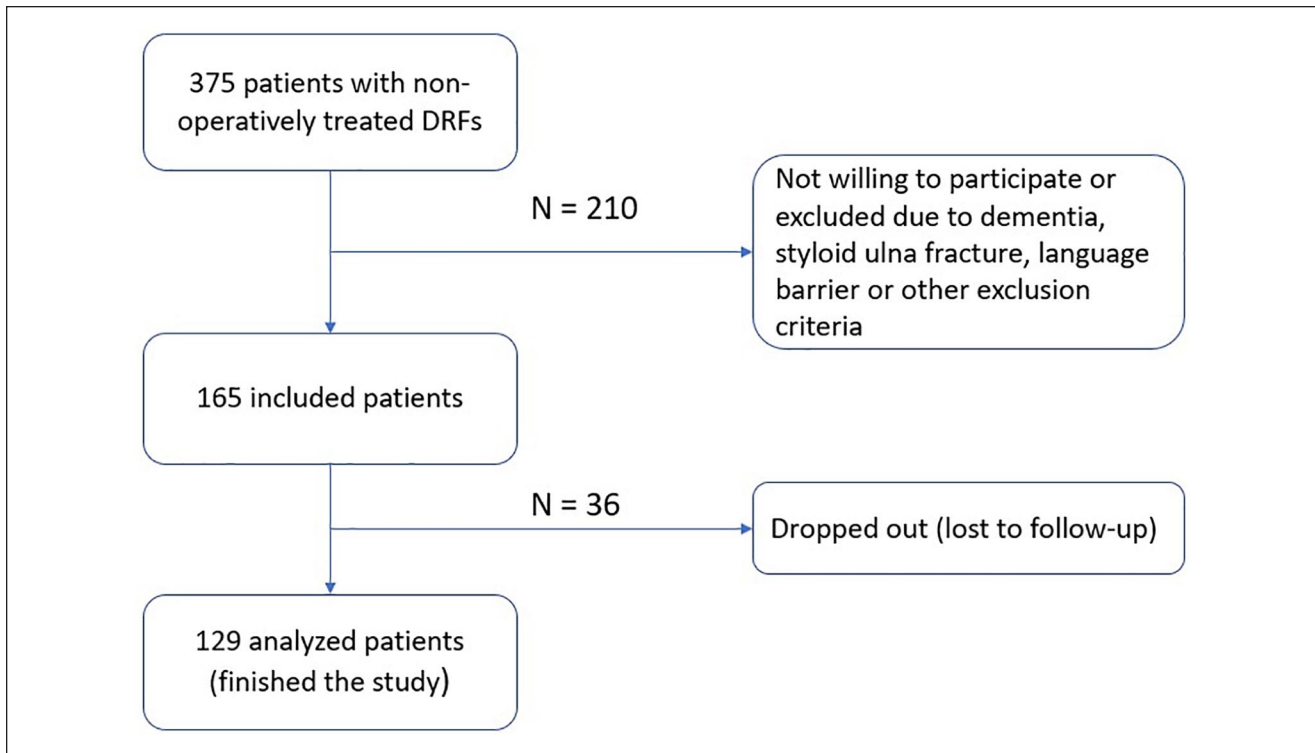 375 patients with non-
operatively treated DRFs
N = 210
Not willing to participate or
excluded due to dementia,
styloid ulna fracture, language
barrier or other exclusion
criteria
165 included patients
N = 36
Dropped out (lost to follow-up)
129 analyzed patients
(finished the study)